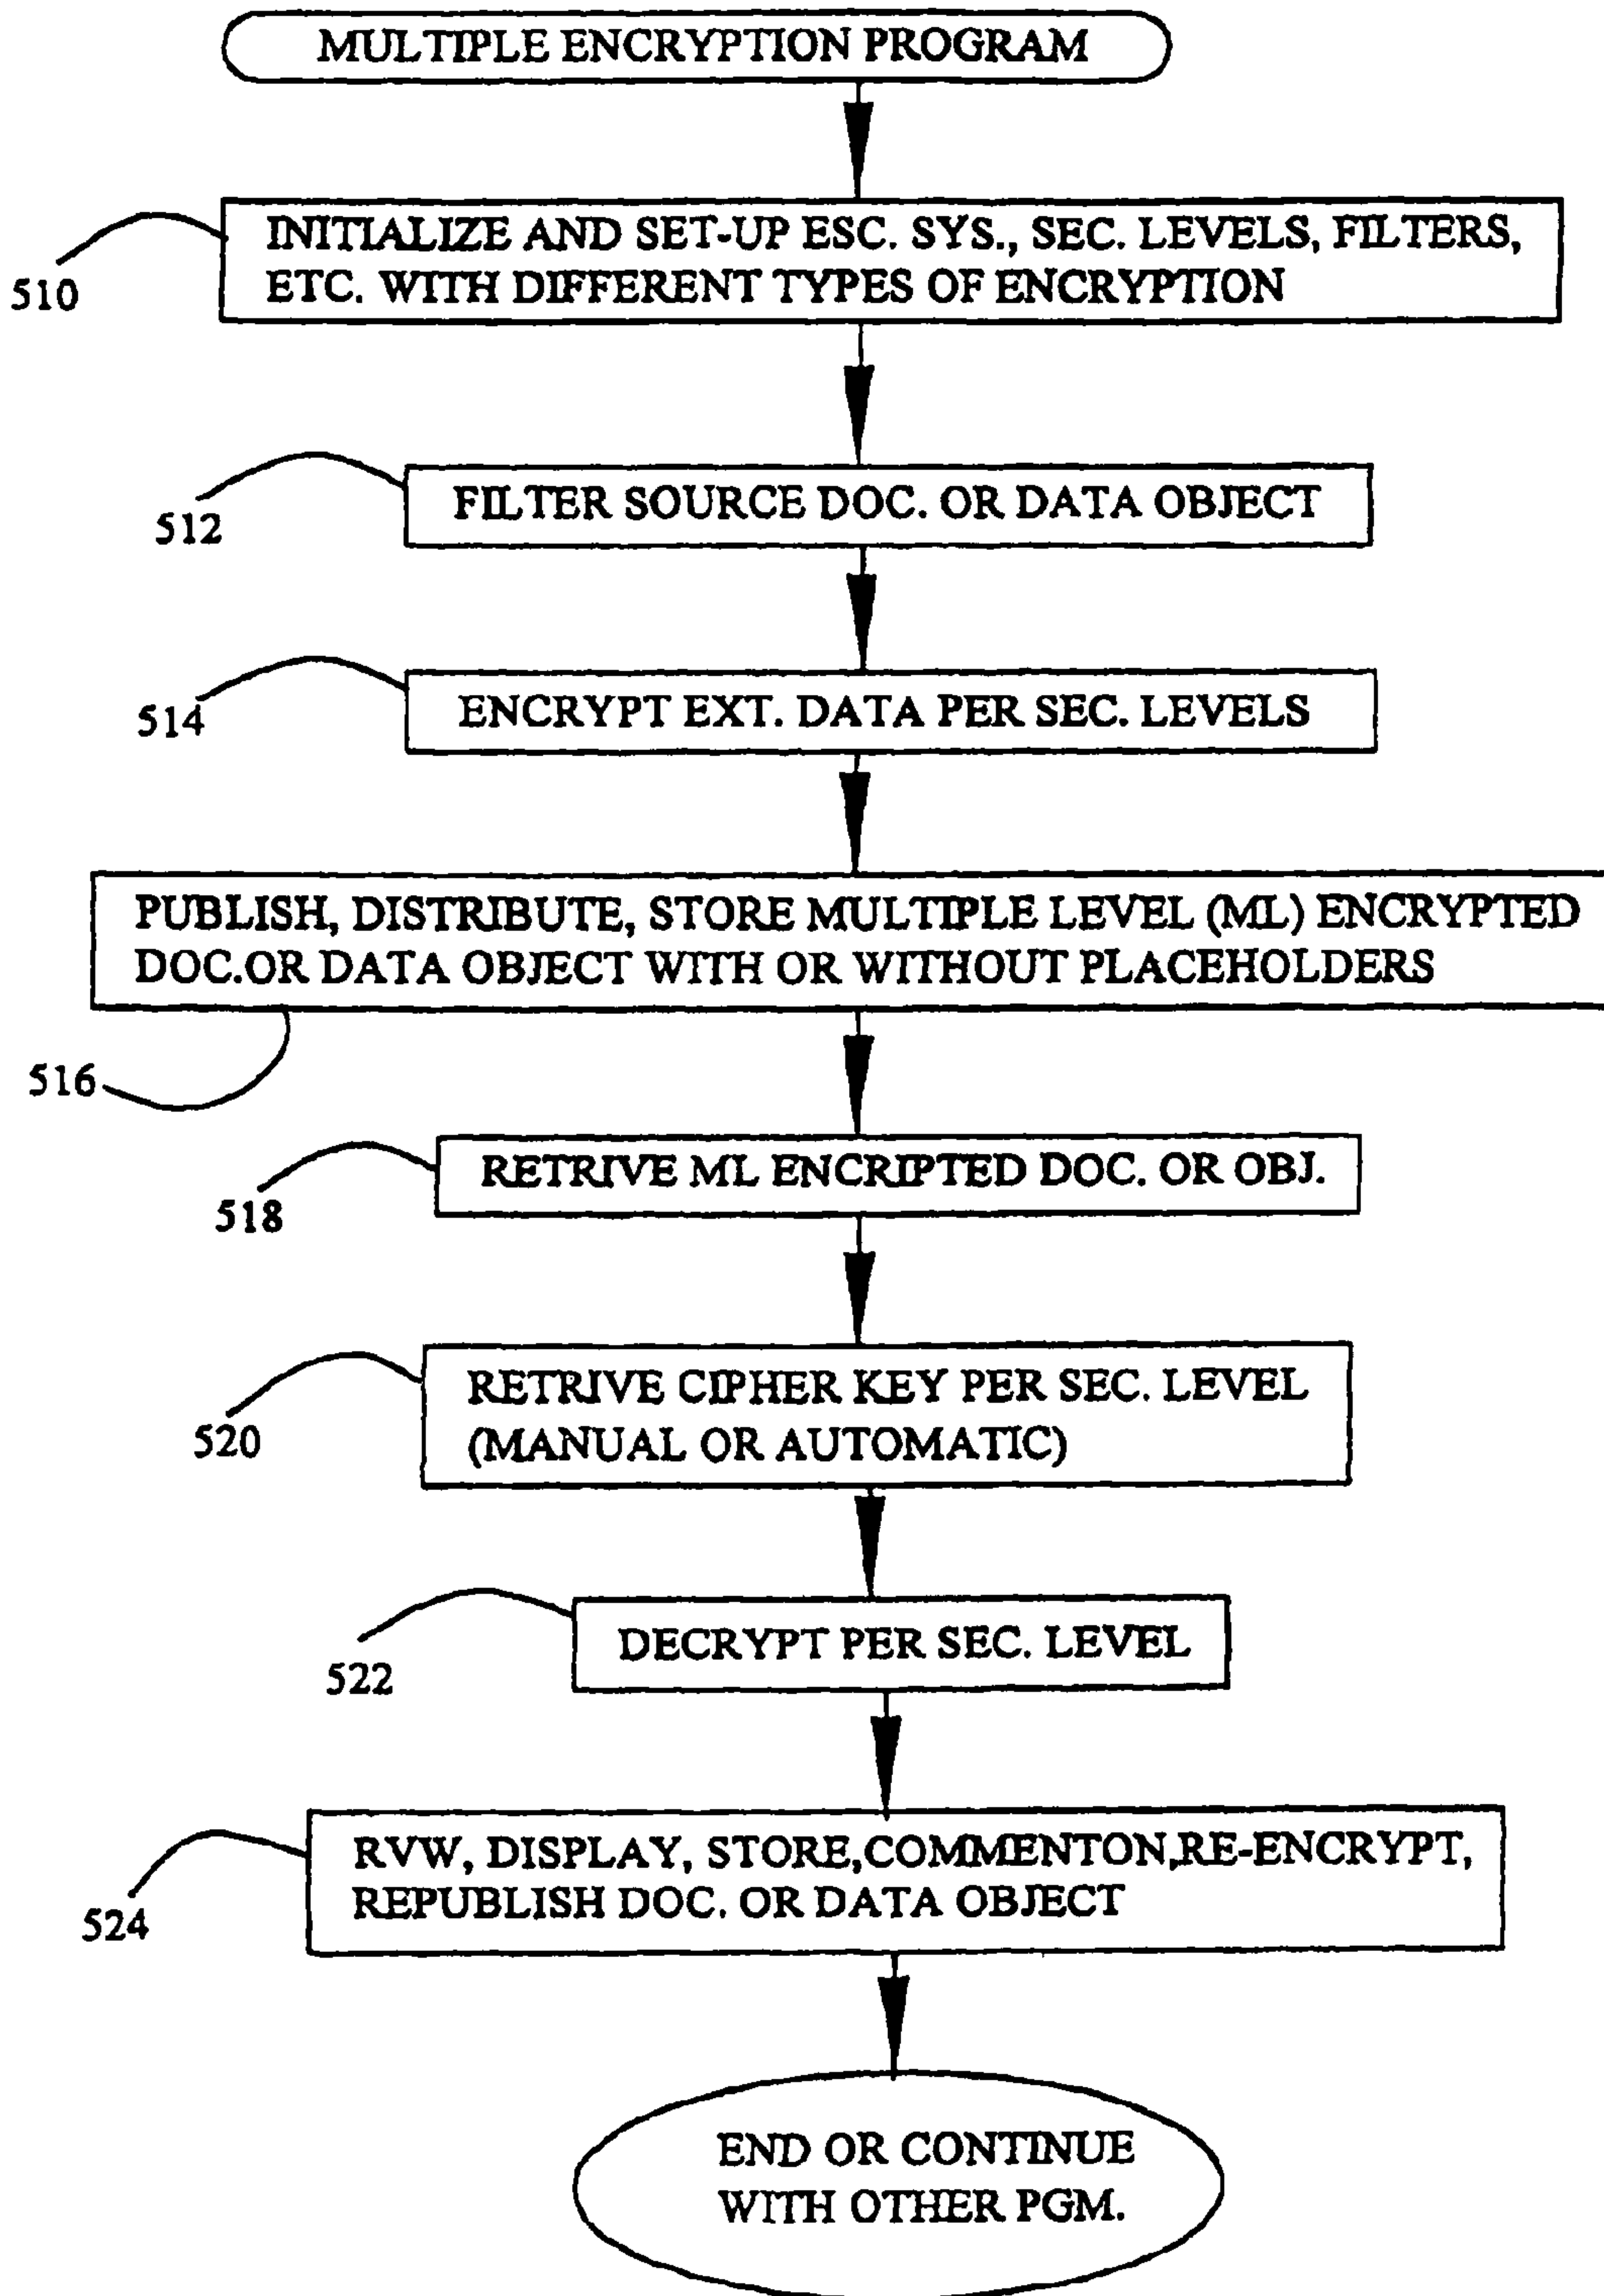 MULTIPLE ENCRYPTION PROGRAM
INITIALIZE AND SET-UP ESC. SYS., SEC. LEVELS, FILTERS,
ETC. WITH DIFFERENT TYPES OF ENCRYPTION
510
FILTER SOURCE DOC. OR DATA OBJECT
512
ENCRYPT EXT. DATA PER SEC. LEVELS
514
PUBLISH, DISTRIBUTE, STORE MULTIPLE LEVEL (ML) ENCRYPTED
DOC.OR DATA OBJECT WITH OR WITHOUT PLACEHOLDERS
516
RETRIVE ML ENCRIPTED DOC. OR OBJ.
518
RETRIVE CIPHER KEY PER SEC. LEVEL
(MANUAL OR AUTOMATIC)
520
DECRYPT PER SEC. LEVEL
522
RVW, DISPLAY, STORE,COMMENTON,RE-ENCRYPT,
REPUBLISH DOC. OR DATA OBJECT
524
END OR CONTINUE
WITH OTHER PGM.